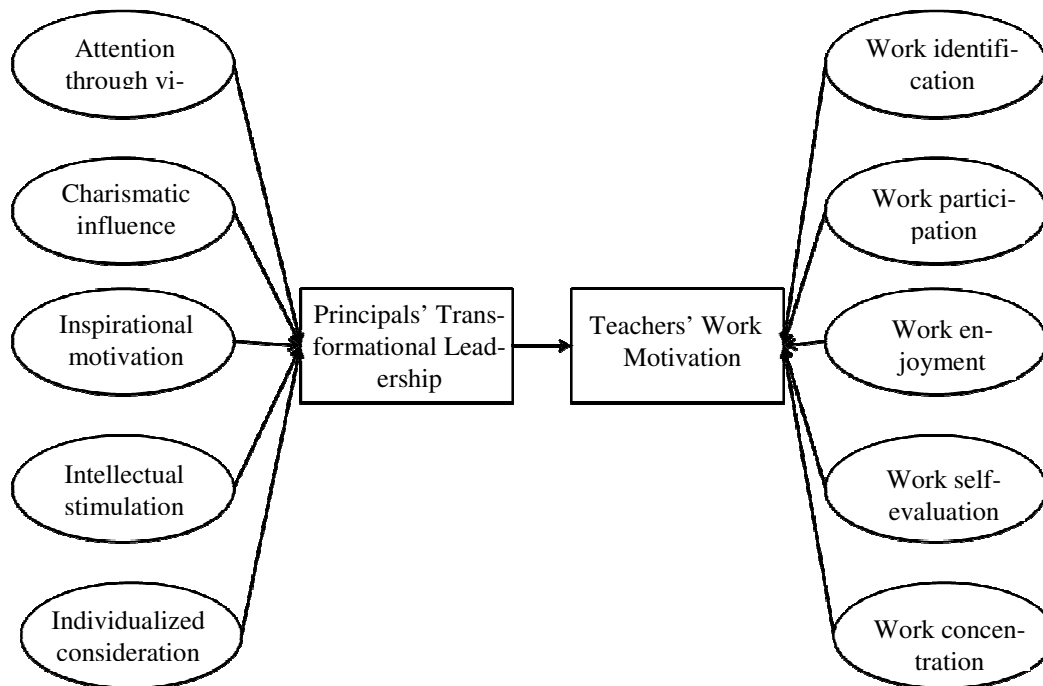 Attention
through vi-
Charismatic
influence
Inspirational
motivation
Intellectual
stimulation
Individualized
consideration
Principals’ Trans-
formational Lead-
ership
Teachers’ Work
Motivation
Work identifi-
cation
Work partici-
pation
Work en-
joyment
Work self-
evaluation
Work concen-
tration